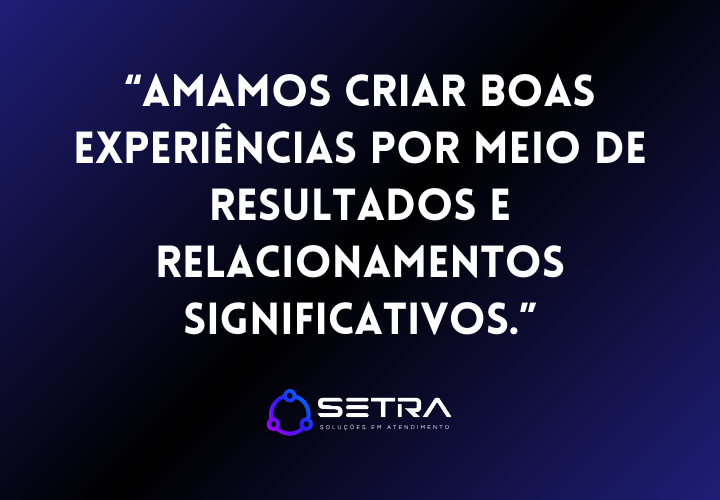 “AMAMOS CRIAR BOAS
EXPERIÊNCIAS POR MEIO DE
RESULTADOS E
RELACIONAMENTOS
SIGNIFICATIVOS.”
SETRA
SOLUÇÕES EM ATENDIMENTO